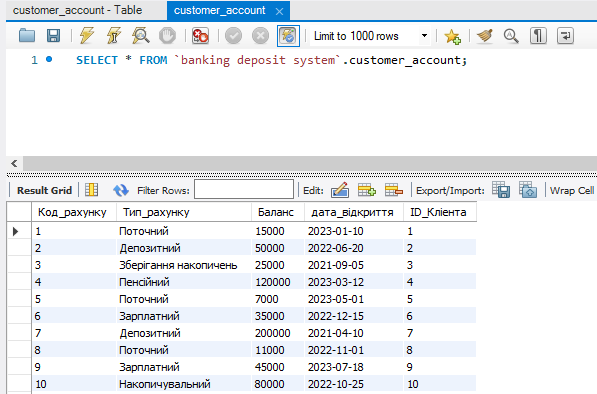 customer_account - Table customer_account
Limit to 1000 rows
1 SELECT * FROM `banking deposit system`.customer_account;
Result Grid Filter Rows: Edit: Export/Import: Wrap Cell
Код_рахунку Тип_рахунку Баланс дата_відкриття ID_Клієнта
1 Поточний 15000 2023-01-10 1
2 Депозитний 50000 2022-06-20 2
3 Зберігання накопичень 25000 2021-09-05 3
4 Пенсійний 120000 2023-03-12 4
5 Поточний 7000 2023-05-01 5
6 Зарплатний 35000 2022-12-15 6
7 Депозитний 200000 2021-04-10 7
8 Поточний 11000 2022-11-01 8
9 Зарплатний 45000 2023-07-18 9
10 Накопичувальний 80000 2022-10-25 10